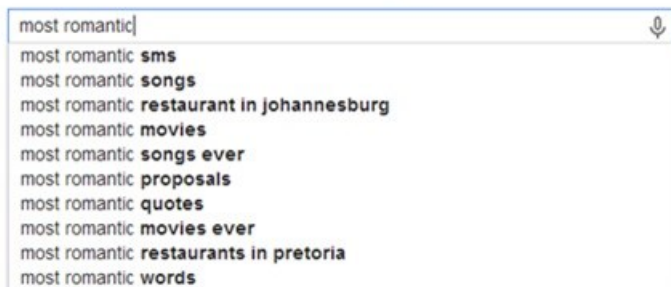 most romantic
most romantic sms
most romantic songs
most romantic restaurant in johannesburg
most romantic movies
most romantic songs ever
most romantic proposals
most romantic quotes
most romantic movies ever
most romantic restaurants in pretoria
most romantic words